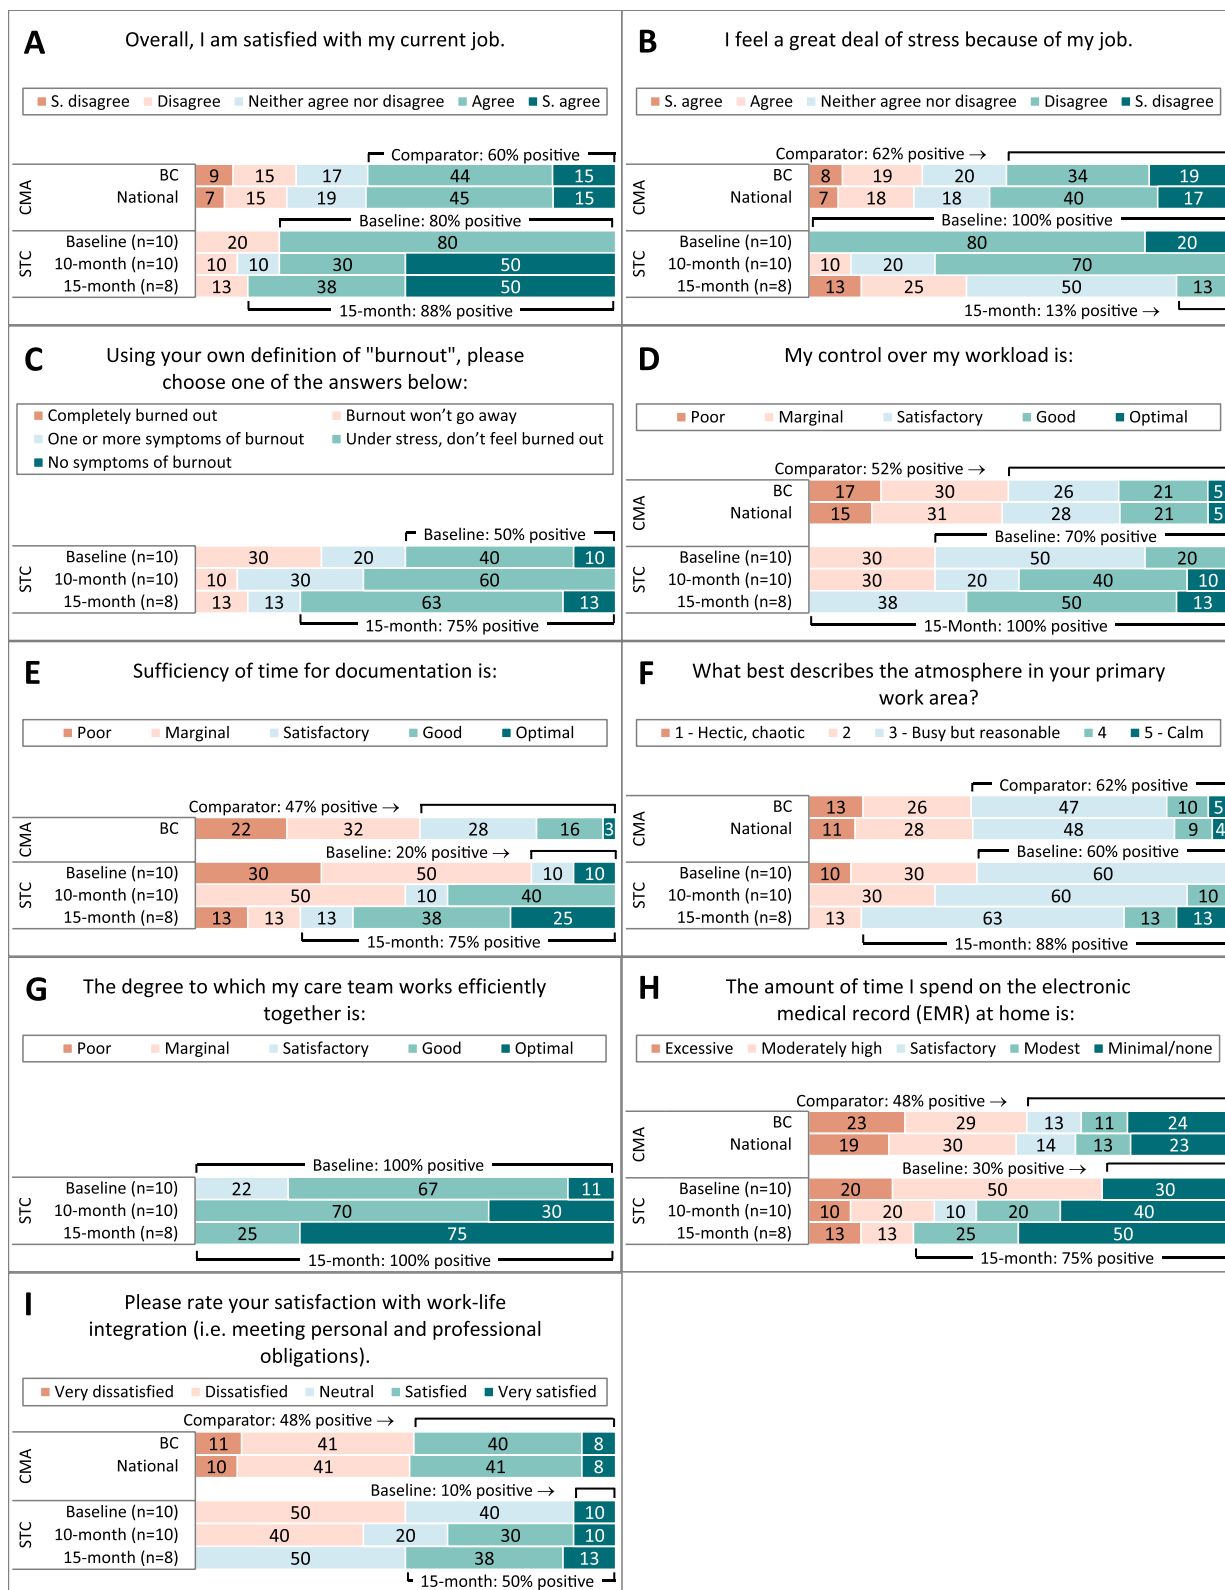 A
Overall, I am satisfied with my current job.
S. disagree Disagree Neither agree nor disagree Agree S. agree
Comparator: 60% positive
CMA
BC 9 15 17 44 15
National 7 15 19 45 15
Baseline: 80% positive
STC
Baseline (n=10) 20 80
10-month (n=10) 10 10 30 50
15-month (n=8) 13 38 50
15-month: 88% positive
B
I feel a great deal of stress because of my job.
S. agree Agree Neither agree nor disagree Disagree S. disagree
Comparator: 62% positive →
CMA
BC 8 19 20 34 19
National 7 18 18 40 17
Baseline: 100% positive
STC
Baseline (n=10) 80 20
10-month (n=10) 10 20 70
15-month (n=8) 13 25 50 13
15-month: 13% positive →
C
Using your own definition of "burnout", please
choose one of the answers below:
Completely burned out Burnout won't go away
One or more symptoms of burnout Under stress, don't feel burned out
No symptoms of burnout
Baseline: 50% positive
STC
Baseline (n=10) 30 20 40 10
10-month (n=10) 10 30 60
15-month (n=8) 13 13 63 13
15-month: 75% positive
D
My control over my workload is:
Poor Marginal Satisfactory Good Optimal
Comparator: 52% positive →
CMA
BC 17 30 26 21 5
National 15 31 28 21 5
Baseline: 70% positive
STC
Baseline (n=10) 30 50 20
10-month (n=10) 30 20 40 10
15-month (n=8) 38 50 13
15-Month: 100% positive
E
Sufficiency of time for documentation is:
Poor Marginal Satisfactory Good Optimal
Comparator: 47% positive →
CMA
BC 22 32 28 16 3
Baseline: 20% positive →
STC
Baseline (n=10) 30 50 10 10
10-month (n=10) 50 10 40
15-month (n=8) 13 13 13 38 25
15-month: 75% positive
F
What best describes the atmosphere in your primary
work area?
1 - Hectic, chaotic 2 3 - Busy but reasonable 4 5 - Calm
Comparator: 62% positive
CMA
BC 13 26 47 10 5
National 11 28 48 9 4
Baseline: 60% positive
STC
Baseline (n=10) 10 30 60
10-month (n=10) 30 60 10
15-month (n=8) 13 63 13 13
15-month: 88% positive
G
The degree to which my care team works efficiently
together is:
Poor Marginal Satisfactory Good Optimal
Baseline: 100% positive
STC
Baseline (n=10) 22 67 11
10-month (n=10) 70 30
15-month (n=8) 25 75
15-month: 100% positive
H
The amount of time I spend on the electronic
medical record (EMR) at home is:
Excessive Moderately high Satisfactory Modest Minimal/none
Comparator: 48% positive →
CMA
BC 23 29 13 11 24
National 19 30 14 13 23
Baseline: 30% positive →
STC
Baseline (n=10) 20 50 30
10-month (n=10) 10 20 10 20 40
15-month (n=8) 13 13 25 50
15-month: 75% positive
I
Please rate your satisfaction with work-life
integration (i.e. meeting personal and professional
obligations).
Very dissatisfied Dissatisfied Neutral Satisfied Very satisfied
Comparator: 48% positive →
CMA
BC 11 41 40 8
National 10 41 41 8
Baseline: 10% positive →
STC
Baseline (n=10) 50 40 10
10-month (n=10) 40 20 30 10
15-month (n=8) 50 38 13
15-month: 50% positive